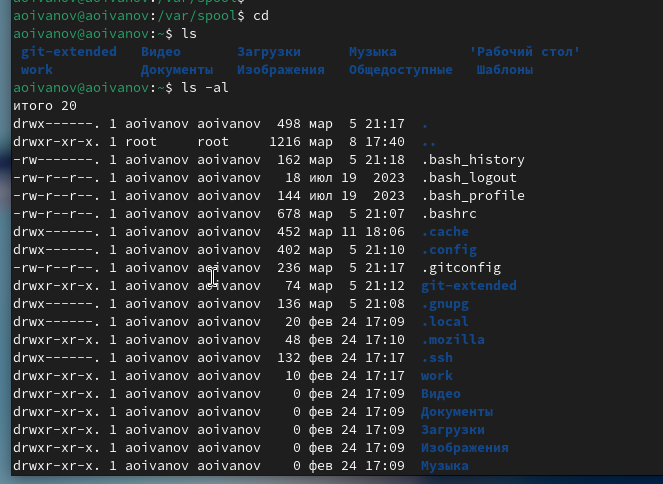 aoivanov@aoivanov:/var/spool$
aoivanov@aoivanov:/var/spool$ cd
aoivanov@aoivanov:~$ ls
git-extended Видео Загрузки Музыка 'Рабочий стол'
work Документы Изображения Общедоступные Шаблоны
aoivanov@aoivanov:~$ ls -al
итого 20
drwx------. 1 aoivanov aoivanov 498 мар 5 21:17 .
drwxr-xr-x. 1 root root 1216 мар 8 17:40 ..
-rw-------. 1 aoivanov aoivanov 162 мар 5 21:18 .bash_history
-rw-r--r--. 1 aoivanov aoivanov 18 июл 19 2023 .bash_logout
-rw-r--r--. 1 aoivanov aoivanov 144 июл 19 2023 .bash_profile
-rw-r--r--. 1 aoivanov aoivanov 678 мар 5 21:07 .bashrc
drwx------. 1 aoivanov aoivanov 452 мар 11 18:06 .cache
drwx------. 1 aoivanov aoivanov 402 мар 5 21:10 .config
-rw-r--r--. 1 aoivanov aoivanov 236 мар 5 21:17 .gitconfig
drwxr-xr-x. 1 aoivanov aoivanov 74 мар 5 21:12 git-extended
drwx------. 1 aoivanov aoivanov 136 мар 5 21:08 .gnupg
drwx------. 1 aoivanov aoivanov 20 фев 24 17:09 .local
drwxr-xr-x. 1 aoivanov aoivanov 48 фев 24 17:10 .mozilla
drwx------. 1 aoivanov aoivanov 132 фев 24 17:17 .ssh
drwxr-xr-x. 1 aoivanov aoivanov 10 фев 24 17:17 work
drwxr-xr-x. 1 aoivanov aoivanov 0 фев 24 17:09 Видео
drwxr-xr-x. 1 aoivanov aoivanov 0 фев 24 17:09 Документы
drwxr-xr-x. 1 aoivanov aoivanov 0 фев 24 17:09 Загрузки
drwxr-xr-x. 1 aoivanov aoivanov 0 фев 24 17:09 Изображения
drwxr-xr-x. 1 aoivanov aoivanov 0 фев 24 17:09 Музыка